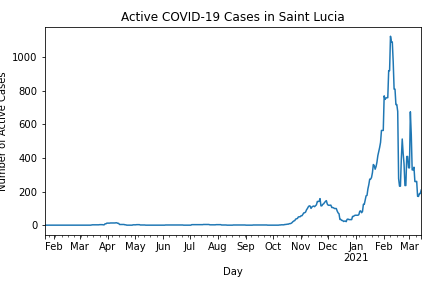 Active COVID-19 Cases in Saint Lucia
Number of Active Cases
1000
800
600
400
200
0
Feb Mar Apr May Jun Jul Aug Sep Oct Nov Dec Jan Feb Mar
2021
Day